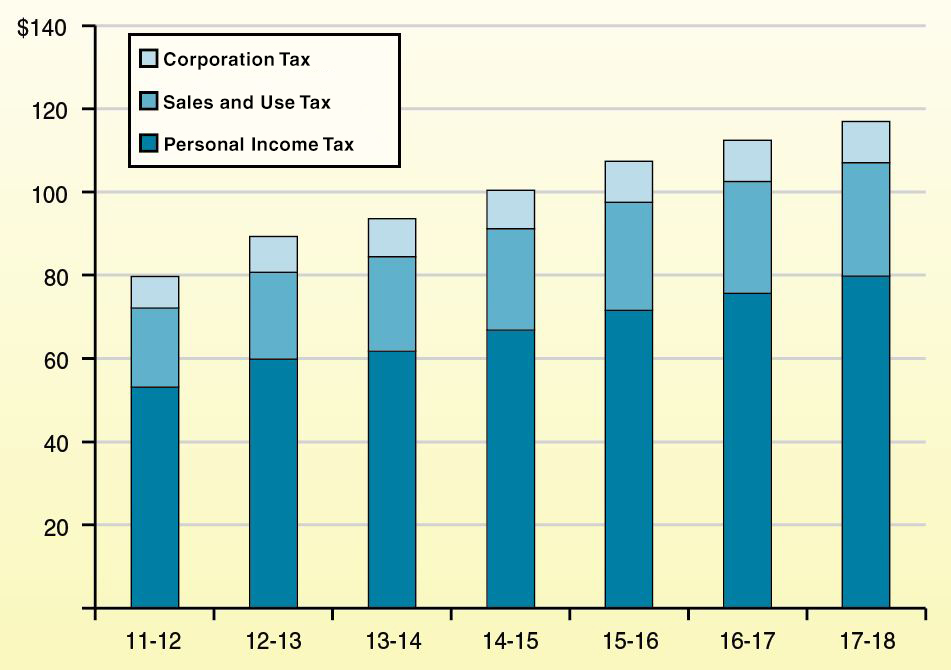 $140
Corporation Tax
Sales and Use Tax
Personal Income Tax
120
100
80
60
40
20
11-12 12-13 13-14 14-15 15-16 16-17 17-18